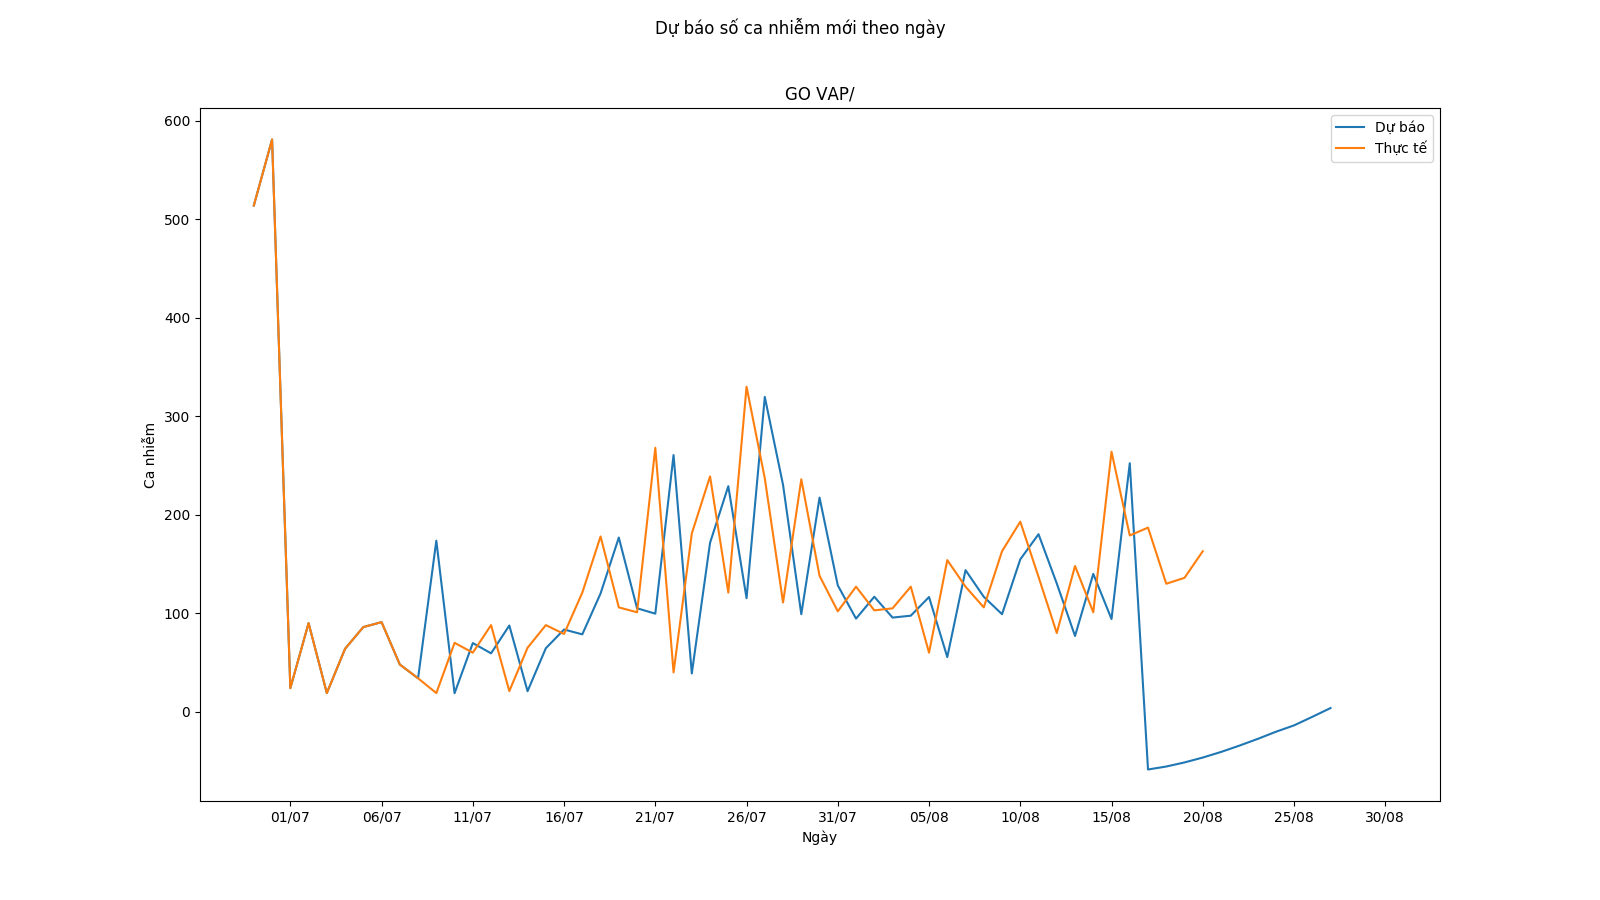 Dự báo số ca nhiễm mới theo ngày
GO VAP/
Dự báo
Thực tế
600
500
400
300
200
100
0
Ca nhiễm
01/07 06/07 11/07 16/07 21/07 26/07 31/07 05/08 10/08 15/08 20/08 25/08 30/08
Ngày